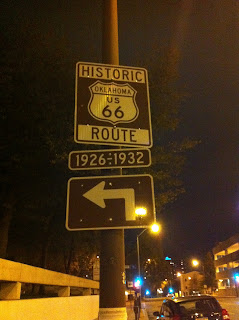 HISTORIC
OKLAHOMA
US
66
ROUTE
1926-1932